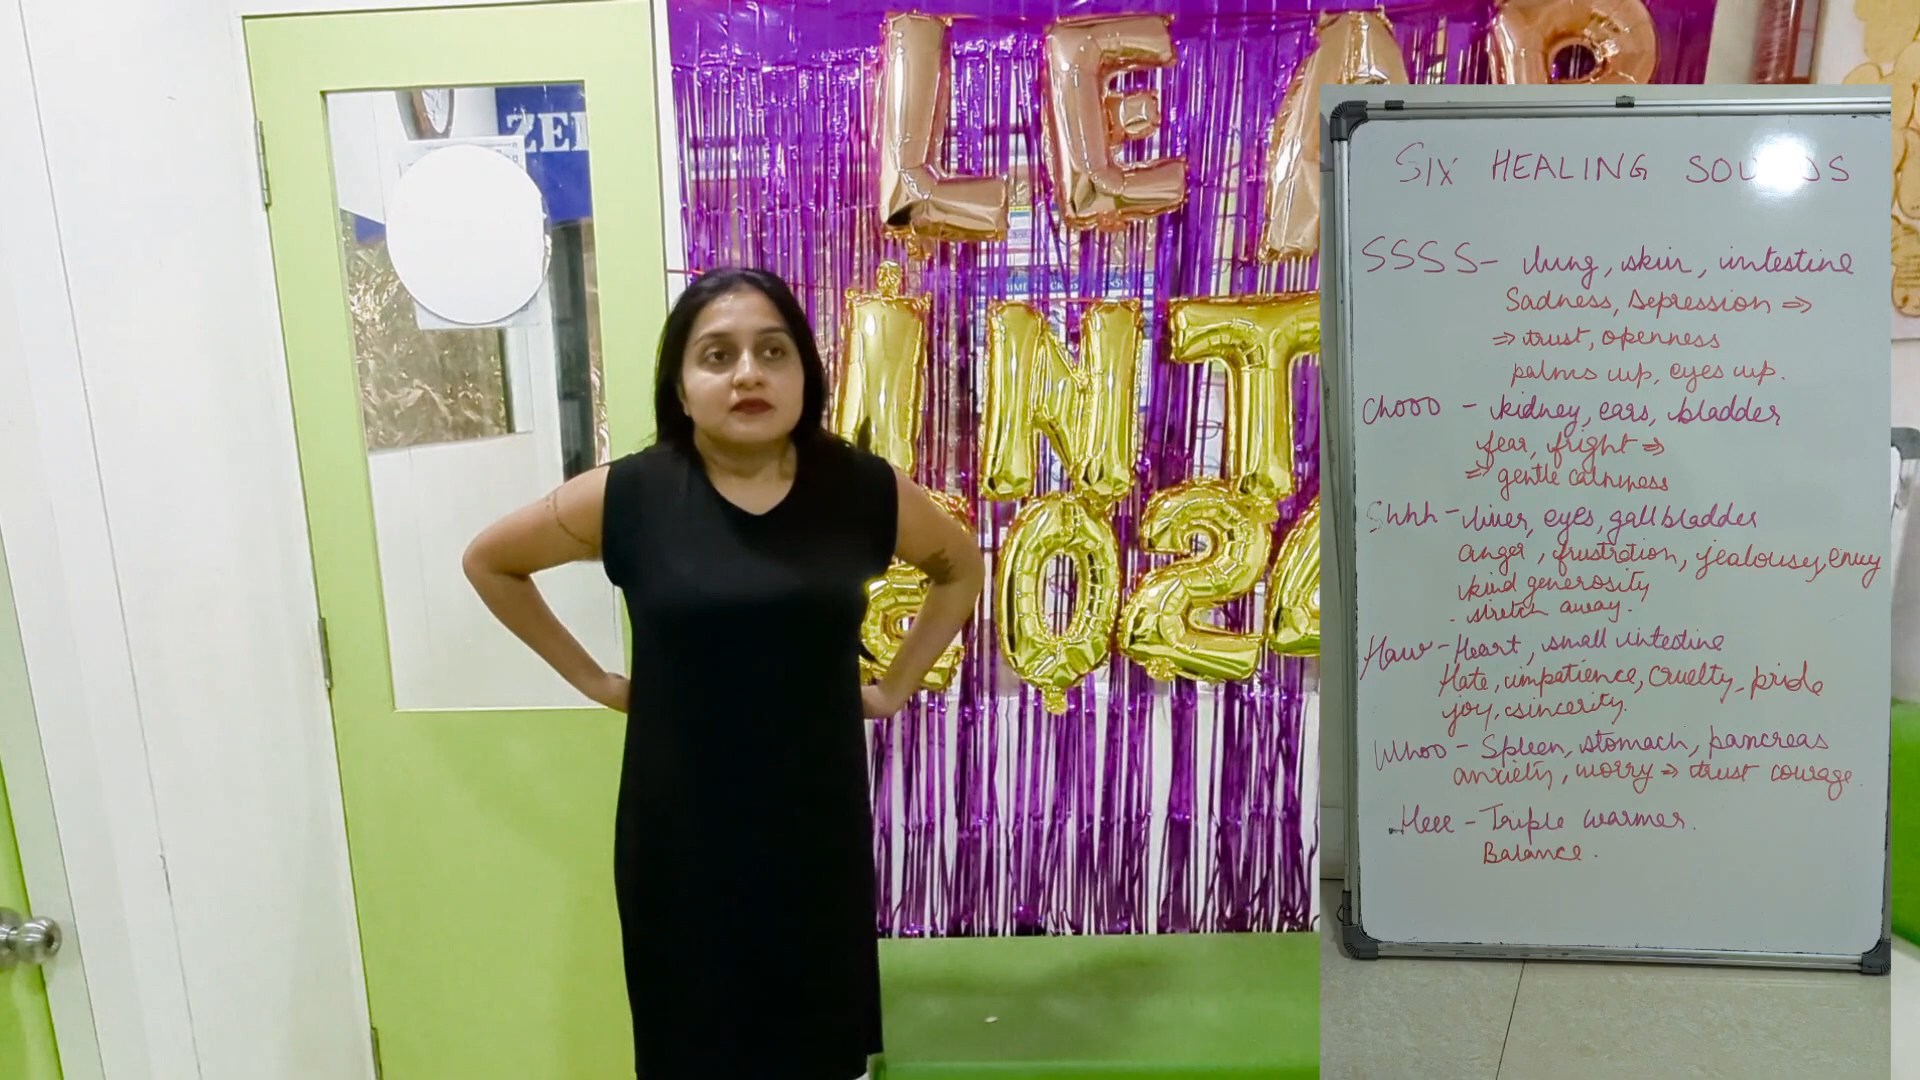 ZEN
LEAP
INT
202
SIX HEALING SOUNDS
SSSS - lung, skin, intestine
Sadness, Depression ⇒
⇒ trust, openness
palms up, eyes up.
Chooo - kidney, ears, bladder
fear, fright ⇒
⇒ gentle calmness
Shhh - liver, eyes, gall bladder
anger, frustration, jealousy, envy
kind generosity
- stretch away.
Haw - Heart, small intestine
Hate, impatience, Cruelty, pride
joy, sincerity.
Whoo - Spleen, stomach, pancreas
anxiety, worry ⇒ trust courage.
Heee - Triple warmer.
Balance.